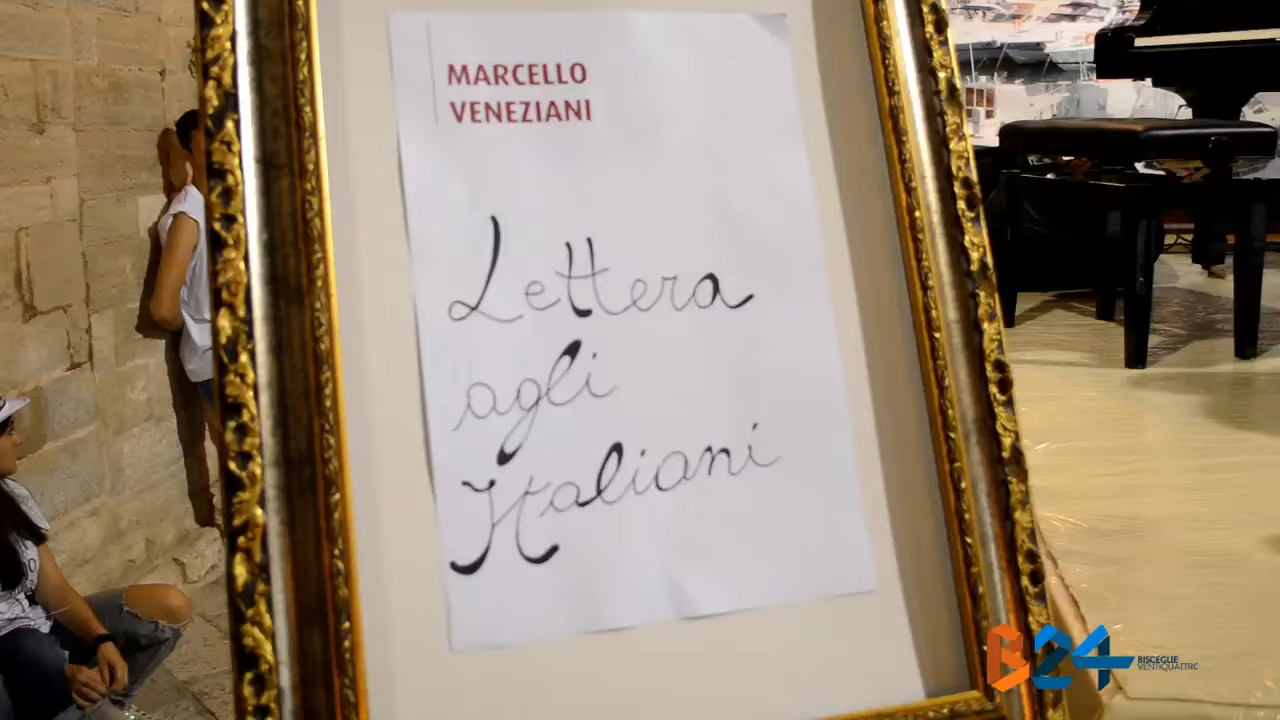 MARCELLO
VENEZIANI
Lettera
agli
Italiani
B24
BISCEGLIE
VENTIQUATTRO